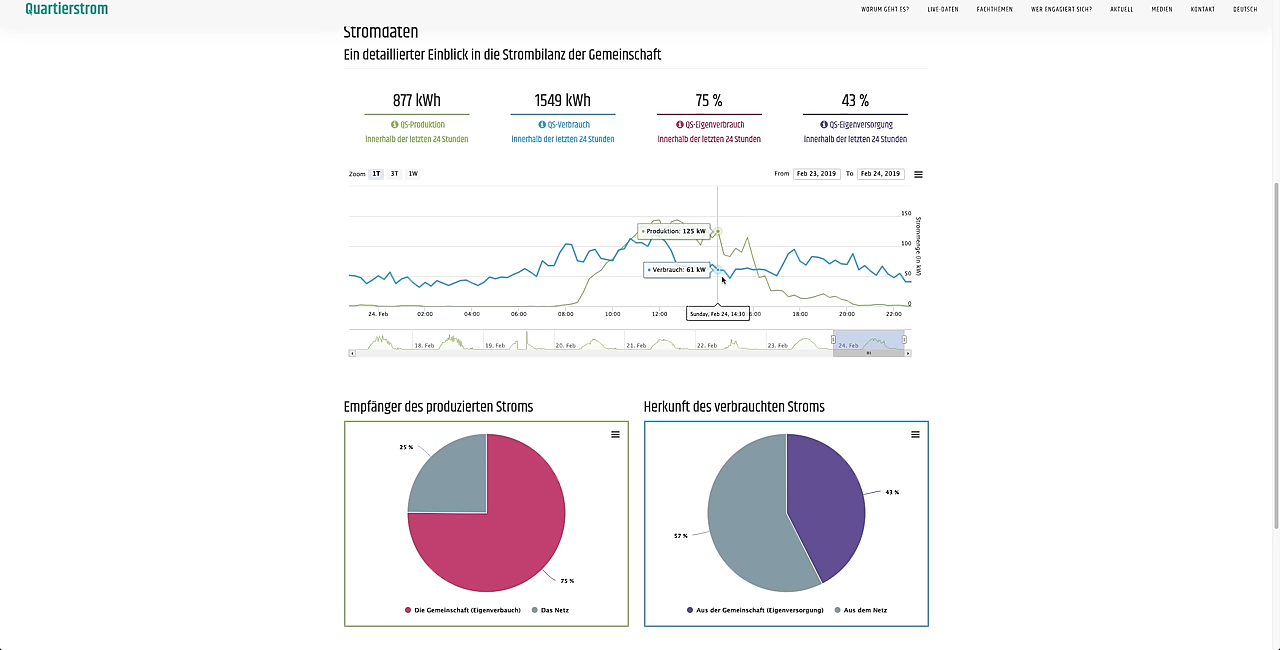 Quartierstrom
WORUM GEHT ES? LIVE-DATEN FACHTHEMEN WER ENGAGIERT SICH? AKTUELL MEDIEN KONTAKT DEUTSCH
Stromdaten
Ein detaillierter Einblick in die Strombilanz der Gemeinschaft
877 kWh 1549 kWh 75 % 43 %
QS-Produktion QS-Verbrauch QS-Eigenverbrauch QS-Eigenversorgung
innerhalb der letzten 24 Stunden innerhalb der letzten 24 Stunden innerhalb der letzten 24 Stunden innerhalb der letzten 24 Stunden
Zoom 1T 3T 1W From Feb 23, 2019 To Feb 24, 2019
150
100
50
0
Strommenge (in kW)
Produktion: 125 kW
Verbrauch: 61 kW
24. Feb 02:00 04:00 06:00 08:00 10:00 12:00 Sunday, Feb 24, 14:30 6:00 18:00 20:00 22:00
18. Feb 19. Feb 20. Feb 21. Feb 22. Feb 23. Feb 24. Feb
Empfänger des produzierten Stroms
25 %
75 %
Die Gemeinschaft (Eigenverbauch) Das Netz
Herkunft des verbrauchten Stroms
43 %
57 %
Aus der Gemeinschaft (Eigenversorgung) Aus dem Netz